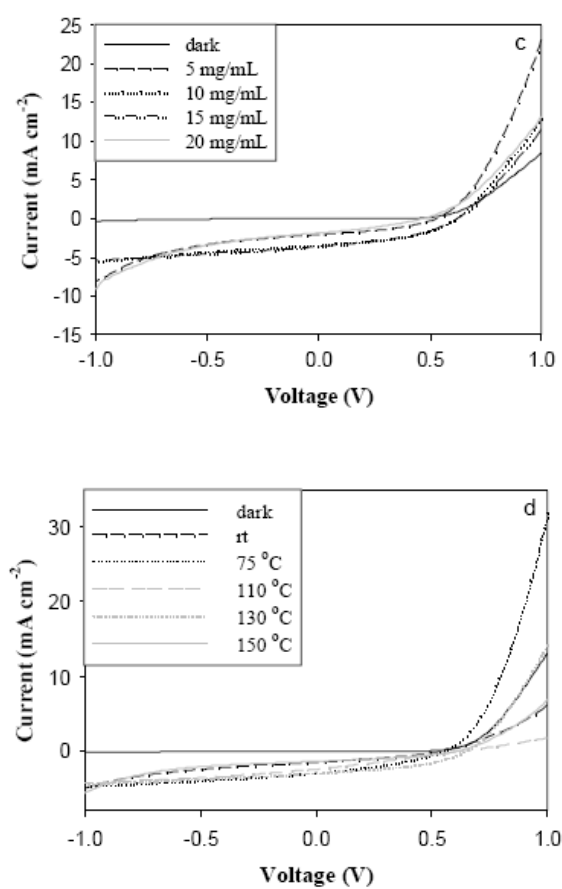 c
dark
5 mg/mL
10 mg/mL
15 mg/mL
20 mg/mL
25
20
15
10
5
0
-5
-10
-15
Current (mA cm⁻²)
-1.0 -0.5 0.0 0.5 1.0
Voltage (V)
d
dark
rt
75 °C
110 °C
130 °C
150 °C
30
20
10
0
Current (mA cm⁻²)
-1.0 -0.5 0.0 0.5 1.0
Voltage (V)